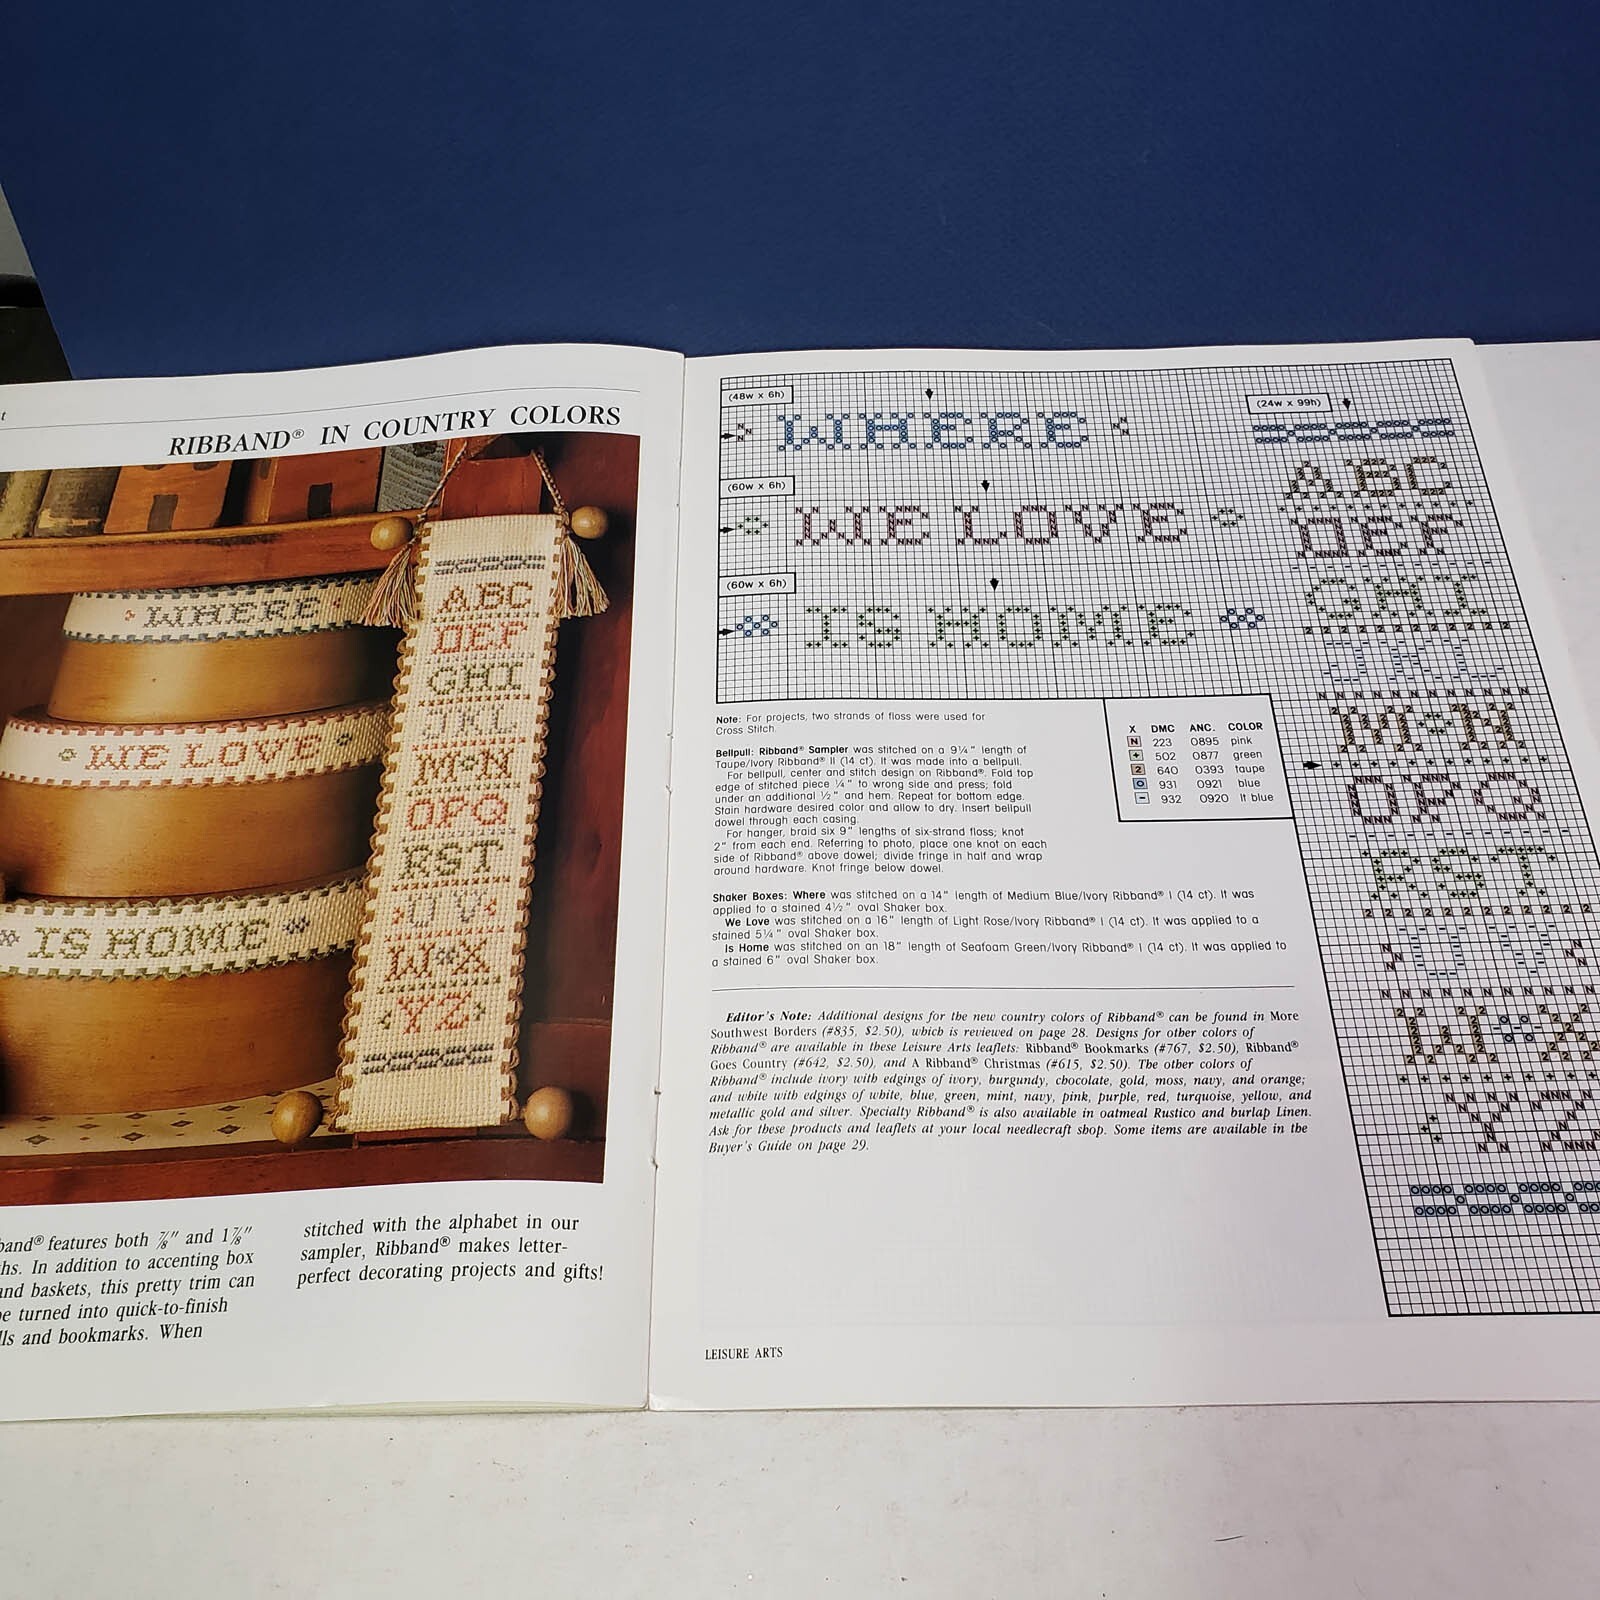 t
RIBBAND® IN COUNTRY COLORS
WHERE
WE LOVE
IS HOME
ABC
DEF
GHI
JKL
M N
OPQ
RST
U V
W X
YZ
band® features both ⅞" and 1⅞"
ths. In addition to accenting box
and baskets, this pretty trim can
be turned into quick-to-finish
lls and bookmarks. When
stitched with the alphabet in our
sampler, Ribband® makes letter-
perfect decorating projects and gifts!
(48w x 6h)
WHERE
(60w x 6h)
WE LOVE
(60w x 6h)
IS HOME
(24w x 99h)
ABC
DEF
GHI
JKL
M N
OPQ
RST
U V
W X
YZ
Note: For projects, two strands of floss were used for
Cross Stitch.
Bellpull: Ribband® Sampler was stitched on a 9¼" length of
Taupe/Ivory Ribband® II (14 ct). It was made into a bellpull.
For bellpull, center and stitch design on Ribband®. Fold top
edge of stitched piece ¼" to wrong side and press; fold
under an additional ½" and hem. Repeat for bottom edge.
Stain hardware desired color and allow to dry. Insert bellpull
dowel through each casing.
For hanger, braid six 9" lengths of six-strand floss; knot
2" from each end. Referring to photo, place one knot on each
side of Ribband® above dowel; divide fringe in half and wrap
around hardware. Knot fringe below dowel.
X DMC ANC. COLOR
N 223 0895 pink
+ 502 0877 green
2 640 0393 taupe
o 931 0921 blue
- 932 0920 lt blue
Shaker Boxes: Where was stitched on a 14" length of Medium Blue/Ivory Ribband® I (14 ct). It was
applied to a stained 4½" oval Shaker box.
We Love was stitched on a 16" length of Light Rose/Ivory Ribband® I (14 ct). It was applied to a
stained 5¼" oval Shaker box.
Is Home was stitched on an 18" length of Seafoam Green/Ivory Ribband® I (14 ct). It was applied to
a stained 6" oval Shaker box.
Editor's Note: Additional designs for the new country colors of Ribband® can be found in More
Southwest Borders (#835, $2.50), which is reviewed on page 28. Designs for other colors of
Ribband® are available in these Leisure Arts leaflets: Ribband® Bookmarks (#767, $2.50), Ribband®
Goes Country (#642, $2.50), and A Ribband® Christmas (#615, $2.50). The other colors of
Ribband® include ivory with edgings of ivory, burgundy, chocolate, gold, moss, navy, and orange;
and white with edgings of white, blue, green, mint, navy, pink, purple, red, turquoise, yellow, and
metallic gold and silver. Specialty Ribband® is also available in oatmeal Rustico and burlap Linen.
Ask for these products and leaflets at your local needlecraft shop. Some items are available in the
Buyer's Guide on page 29.
LEISURE ARTS